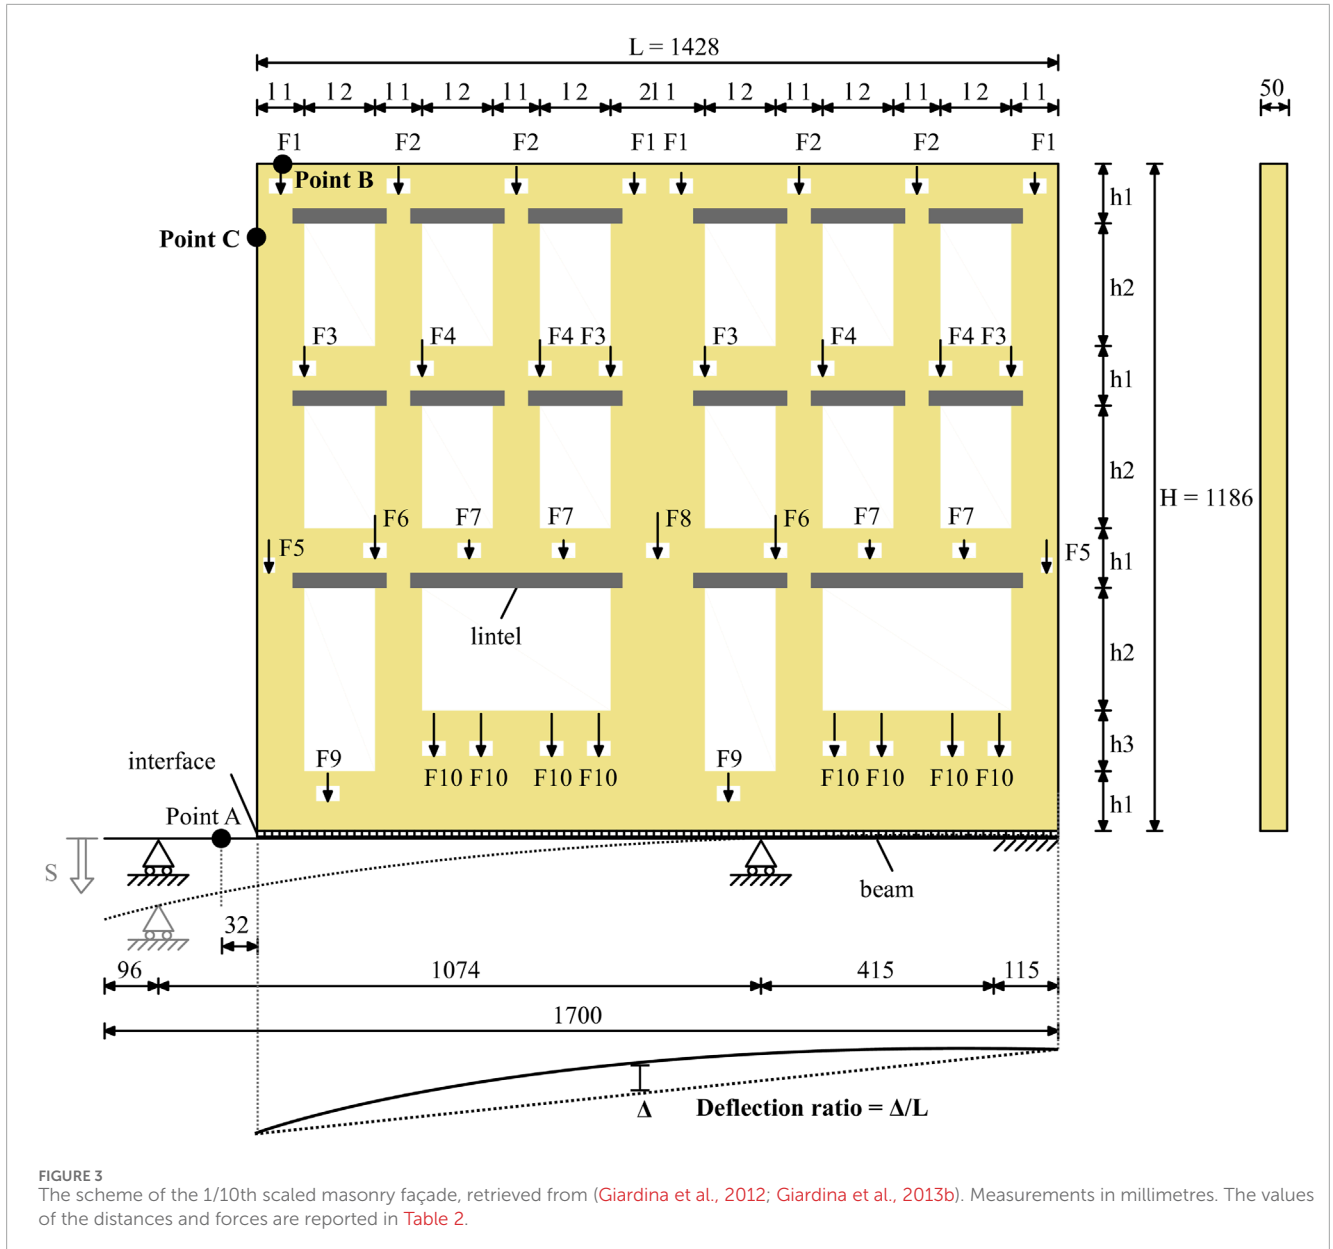 L = 1428
l1 l2 l1 l2 l1 l2 2l1 l2 l1 l2 l1 l2 l1
50
F1 F2 F2 F1 F1 F2 F2 F1
Point B
h1
Point C
h2
F3 F4 F4 F3 F3 F4 F4 F3
h1
h2
H = 1186
F6 F7 F7 F8 F6 F7 F7
F5 F5
h1
lintel
h2
h3
interface
F9 F9
F10 F10 F10 F10 F10 F10 F10 F10
h1
Point A
S
beam
32
96 1074 415 115
1700
Δ Deflection ratio = Δ/L
FIGURE 3
The scheme of the 1/10th scaled masonry façade, retrieved from (Giardina et al., 2012; Giardina et al., 2013b). Measurements in millimetres. The values
of the distances and forces are reported in Table 2.